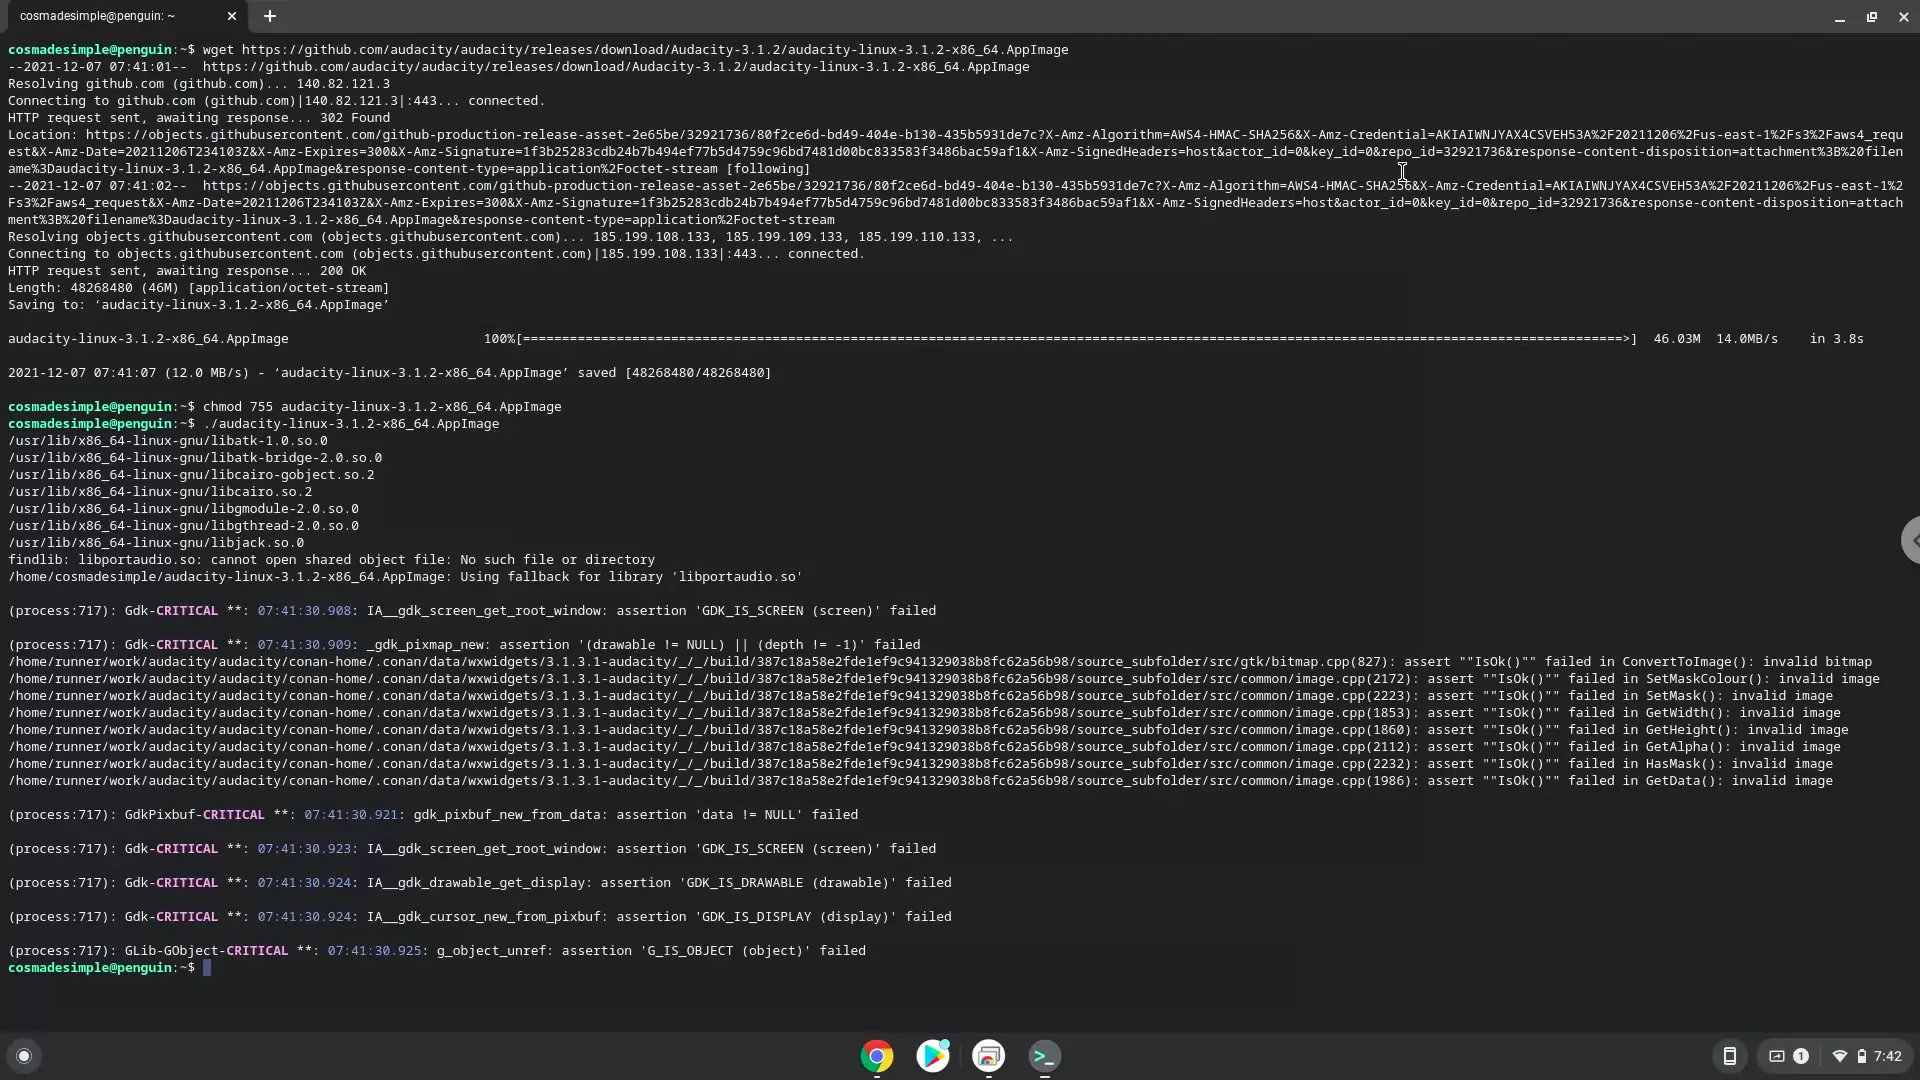 cosmadesimple@penguin: ~
cosmadesimple@penguin:~$ wget https://github.com/audacity/audacity/releases/download/Audacity-3.1.2/audacity-linux-3.1.2-x86_64.AppImage
--2021-12-07 07:41:01--  https://github.com/audacity/audacity/releases/download/Audacity-3.1.2/audacity-linux-3.1.2-x86_64.AppImage
Resolving github.com (github.com)... 140.82.121.3
Connecting to github.com (github.com)|140.82.121.3|:443... connected.
HTTP request sent, awaiting response... 302 Found
Location: https://objects.githubusercontent.com/github-production-release-asset-2e65be/32921736/80f2ce6d-bd49-404e-b130-435b5931de7c?X-Amz-Algorithm=AWS4-HMAC-SHA256&X-Amz-Credential=AKIAIWNJYAX4CSVEH53A%2F20211206%2Fus-east-1%2Fs3%2Faws4_requ
est&X-Amz-Date=20211206T234103Z&X-Amz-Expires=300&X-Amz-Signature=1f3b25283cdb24b7b494ef77b5d4759c96bd7481d00bc833583f3486bac59af1&X-Amz-SignedHeaders=host&actor_id=0&key_id=0&repo_id=32921736&response-content-disposition=attachment%3B%20filen
ame%3Daudacity-linux-3.1.2-x86_64.AppImage&response-content-type=application%2Foctet-stream [following]
--2021-12-07 07:41:02--  https://objects.githubusercontent.com/github-production-release-asset-2e65be/32921736/80f2ce6d-bd49-404e-b130-435b5931de7c?X-Amz-Algorithm=AWS4-HMAC-SHA256&X-Amz-Credential=AKIAIWNJYAX4CSVEH53A%2F20211206%2Fus-east-1%2
Fs3%2Faws4_request&X-Amz-Date=20211206T234103Z&X-Amz-Expires=300&X-Amz-Signature=1f3b25283cdb24b7b494ef77b5d4759c96bd7481d00bc833583f3486bac59af1&X-Amz-SignedHeaders=host&actor_id=0&key_id=0&repo_id=32921736&response-content-disposition=attach
ment%3B%20filename%3Daudacity-linux-3.1.2-x86_64.AppImage&response-content-type=application%2Foctet-stream
Resolving objects.githubusercontent.com (objects.githubusercontent.com)... 185.199.108.133, 185.199.109.133, 185.199.110.133, ...
Connecting to objects.githubusercontent.com (objects.githubusercontent.com)|185.199.108.133|:443... connected.
HTTP request sent, awaiting response... 200 OK
Length: 48268480 (46M) [application/octet-stream]
Saving to: ‘audacity-linux-3.1.2-x86_64.AppImage’
audacity-linux-3.1.2-x86_64.AppImage 100%[=============================================================================================================================================>] 46.03M 14.0MB/s in 3.8s
2021-12-07 07:41:07 (12.0 MB/s) - ‘audacity-linux-3.1.2-x86_64.AppImage’ saved [48268480/48268480]
cosmadesimple@penguin:~$ chmod 755 audacity-linux-3.1.2-x86_64.AppImage
cosmadesimple@penguin:~$ ./audacity-linux-3.1.2-x86_64.AppImage
/usr/lib/x86_64-linux-gnu/libatk-1.0.so.0
/usr/lib/x86_64-linux-gnu/libatk-bridge-2.0.so.0
/usr/lib/x86_64-linux-gnu/libcairo-gobject.so.2
/usr/lib/x86_64-linux-gnu/libcairo.so.2
/usr/lib/x86_64-linux-gnu/libgmodule-2.0.so.0
/usr/lib/x86_64-linux-gnu/libgthread-2.0.so.0
/usr/lib/x86_64-linux-gnu/libjack.so.0
findlib: libportaudio.so: cannot open shared object file: No such file or directory
/home/cosmadesimple/audacity-linux-3.1.2-x86_64.AppImage: Using fallback for library 'libportaudio.so'
(process:717): Gdk-CRITICAL **: 07:41:30.908: IA__gdk_screen_get_root_window: assertion 'GDK_IS_SCREEN (screen)' failed
(process:717): Gdk-CRITICAL **: 07:41:30.909: _gdk_pixmap_new: assertion '(drawable != NULL) || (depth != -1)' failed
/home/runner/work/audacity/audacity/conan-home/.conan/data/wxwidgets/3.1.3.1-audacity/_/_/build/387c18a58e2fde1ef9c941329038b8fc62a56b98/source_subfolder/src/gtk/bitmap.cpp(827): assert ""IsOk()"" failed in ConvertToImage(): invalid bitmap
/home/runner/work/audacity/audacity/conan-home/.conan/data/wxwidgets/3.1.3.1-audacity/_/_/build/387c18a58e2fde1ef9c941329038b8fc62a56b98/source_subfolder/src/common/image.cpp(2172): assert ""IsOk()"" failed in SetMaskColour(): invalid image
/home/runner/work/audacity/audacity/conan-home/.conan/data/wxwidgets/3.1.3.1-audacity/_/_/build/387c18a58e2fde1ef9c941329038b8fc62a56b98/source_subfolder/src/common/image.cpp(2223): assert ""IsOk()"" failed in SetMask(): invalid image
/home/runner/work/audacity/audacity/conan-home/.conan/data/wxwidgets/3.1.3.1-audacity/_/_/build/387c18a58e2fde1ef9c941329038b8fc62a56b98/source_subfolder/src/common/image.cpp(1853): assert ""IsOk()"" failed in GetWidth(): invalid image
/home/runner/work/audacity/audacity/conan-home/.conan/data/wxwidgets/3.1.3.1-audacity/_/_/build/387c18a58e2fde1ef9c941329038b8fc62a56b98/source_subfolder/src/common/image.cpp(1860): assert ""IsOk()"" failed in GetHeight(): invalid image
/home/runner/work/audacity/audacity/conan-home/.conan/data/wxwidgets/3.1.3.1-audacity/_/_/build/387c18a58e2fde1ef9c941329038b8fc62a56b98/source_subfolder/src/common/image.cpp(2112): assert ""IsOk()"" failed in GetAlpha(): invalid image
/home/runner/work/audacity/audacity/conan-home/.conan/data/wxwidgets/3.1.3.1-audacity/_/_/build/387c18a58e2fde1ef9c941329038b8fc62a56b98/source_subfolder/src/common/image.cpp(2232): assert ""IsOk()"" failed in HasMask(): invalid image
/home/runner/work/audacity/audacity/conan-home/.conan/data/wxwidgets/3.1.3.1-audacity/_/_/build/387c18a58e2fde1ef9c941329038b8fc62a56b98/source_subfolder/src/common/image.cpp(1986): assert ""IsOk()"" failed in GetData(): invalid image
(process:717): GdkPixbuf-CRITICAL **: 07:41:30.921: gdk_pixbuf_new_from_data: assertion 'data != NULL' failed
(process:717): Gdk-CRITICAL **: 07:41:30.923: IA__gdk_screen_get_root_window: assertion 'GDK_IS_SCREEN (screen)' failed
(process:717): Gdk-CRITICAL **: 07:41:30.924: IA__gdk_drawable_get_display: assertion 'GDK_IS_DRAWABLE (drawable)' failed
(process:717): Gdk-CRITICAL **: 07:41:30.924: IA__gdk_cursor_new_from_pixbuf: assertion 'GDK_IS_DISPLAY (display)' failed
(process:717): GLib-GObject-CRITICAL **: 07:41:30.925: g_object_unref: assertion 'G_IS_OBJECT (object)' failed
cosmadesimple@penguin:~$
>_
1 7:42